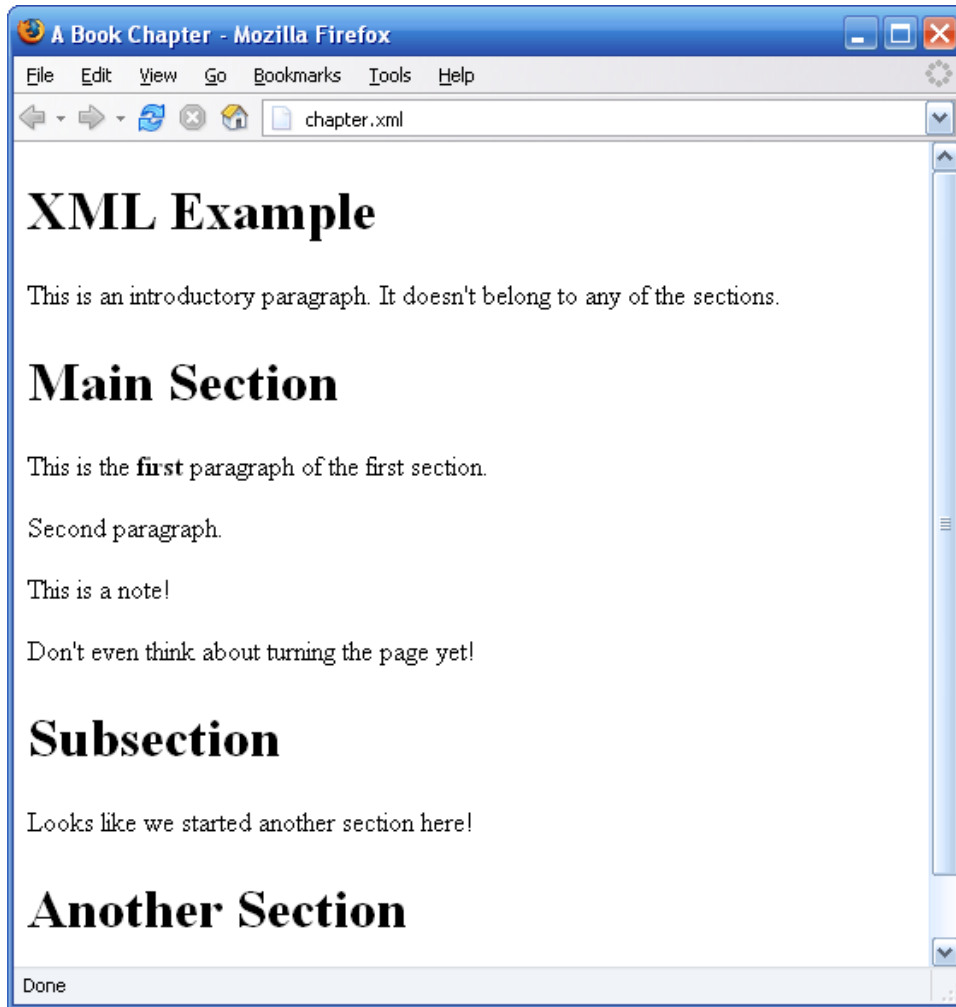 A Book Chapter - Mozilla Firefox
File Edit View Go Bookmarks Tools Help
chapter.xml
XML Example
This is an introductory paragraph. It doesn't belong to any of the sections.
Main Section
This is the first paragraph of the first section.
Second paragraph.
This is a note!
Don't even think about turning the page yet!
Subsection
Looks like we started another section here!
Another Section
Done